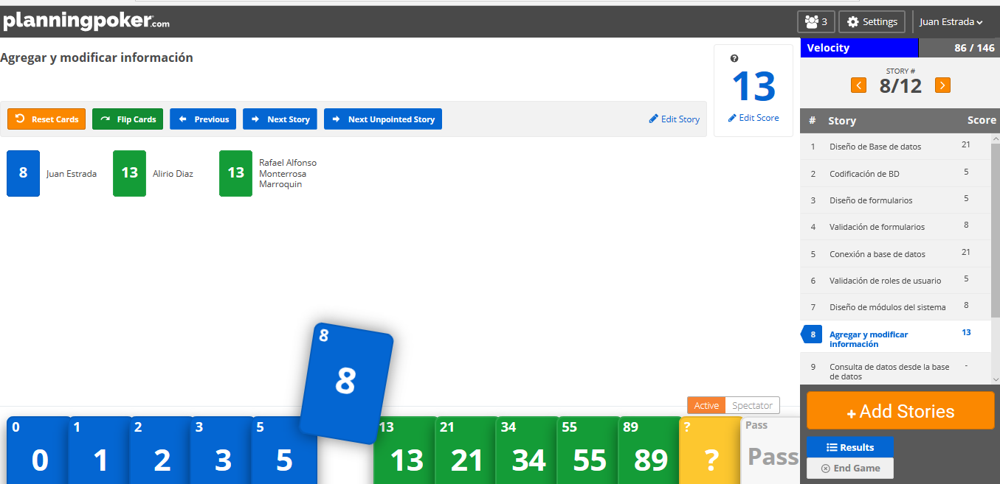 planningpoker.com
3
Settings
Juan Estrada
Agregar y modificar información
13
Edit Score
Reset Cards
Flip Cards
Previous
Next Story
Next Unpointed Story
Edit Story
8
Juan Estrada
13
Alirio Diaz
13
Rafael Alfonso
Monterrosa
Marroquin
Velocity
86 / 146
STORY #
8/12
# Story Score
1 Diseño de Base de datos 21
2 Codificación de BD 5
3 Diseño de formularios 5
4 Validación de formularios 8
5 Conexión a base de datos 21
6 Validación de roles de usuario 5
7 Diseño de módulos del sistema 8
8 Agregar y modificar 13
información
9 Consulta de datos desde la base -
de datos
8
8
Active Spectator
0 1 2 3 5 13 21 34 55 89 ? Pass
0 1 2 3 5 13 21 34 55 89 ? Pass
+ Add Stories
Results
End Game